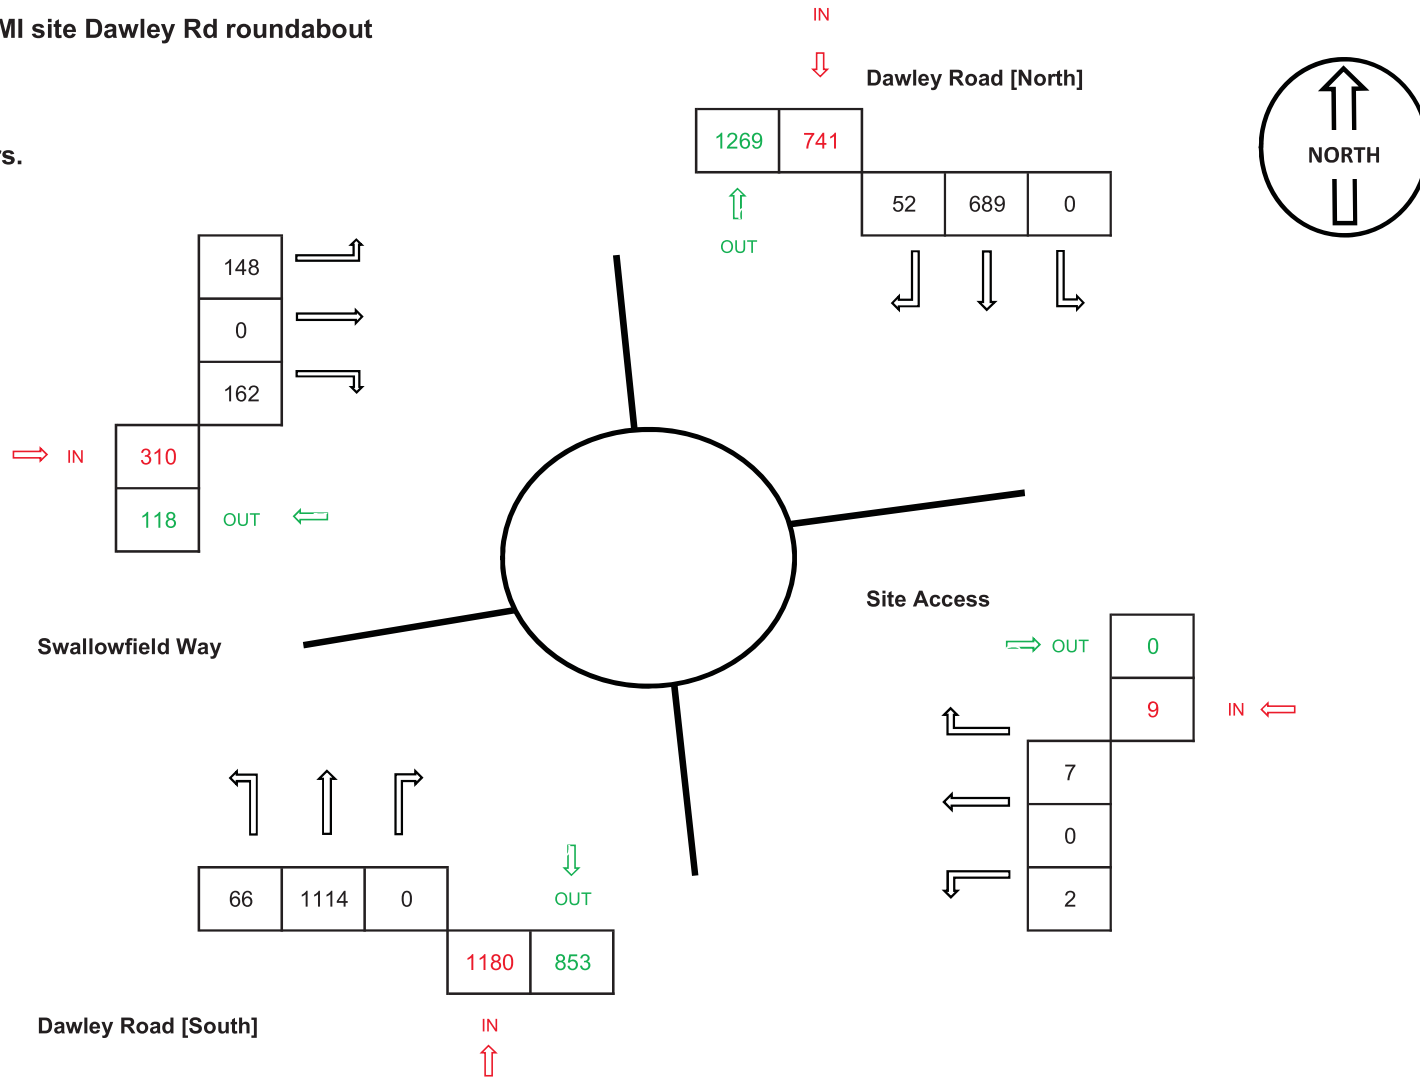 MI site Dawley Rd roundabout
IN
Dawley Road [North]
1269 741
NORTH
rs.
52 689 0
OUT
148
0
162
IN 310
118 OUT
Site Access
Swallowfield Way
OUT 0
9 IN
7
0
2
66 1114 0
OUT
1180 853
Dawley Road [South]
IN